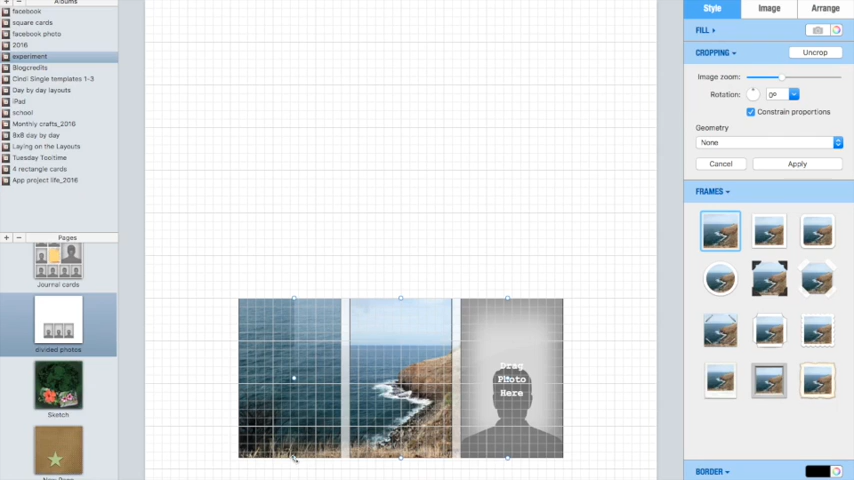 Albums
facebook
square cards
facebook photo
2016
experiment
Blogcredits
Cindi Single templates 1-3
Day by day layouts
iPad
school
Monthly crafts_2016
8x8 day by day
Laying on the Layouts
Tuesday Tooltime
4 rectangle cards
App project life_2016
+ −
Pages
Journal cards
divided photos
Sketch
New Page
Drag
Photo
Here
Style
Image
Arrange
FILL
CROPPING
Uncrop
Image zoom:
Rotation:
0º
Constrain proportions
Geometry
None
Cancel
Apply
FRAMES
BORDER